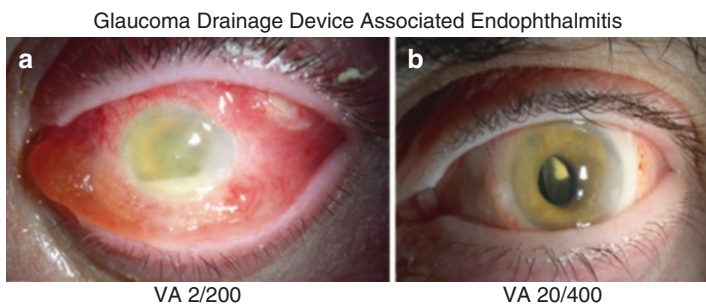 Glaucoma Drainage Device Associated Endophthalmitis
a
b
VA 2/200
VA 20/400